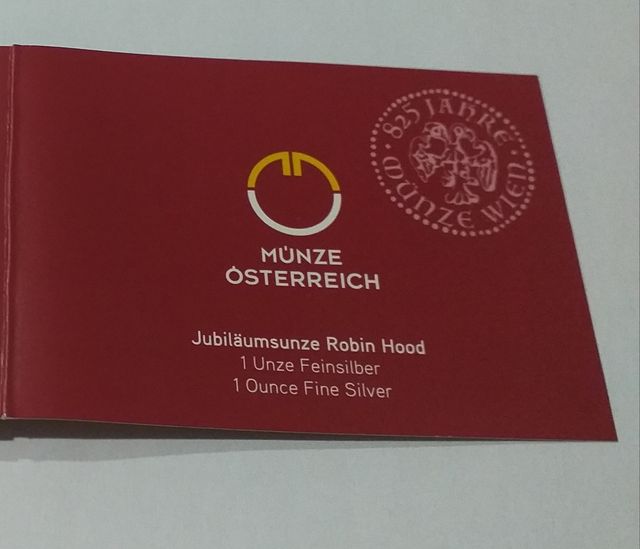 825 JAHRE
MÜNZE WIEN
MÜNZE
ÖSTERREICH
Jubiläumsunze Robin Hood
1 Unze Feinsilber
1 Ounce Fine Silver